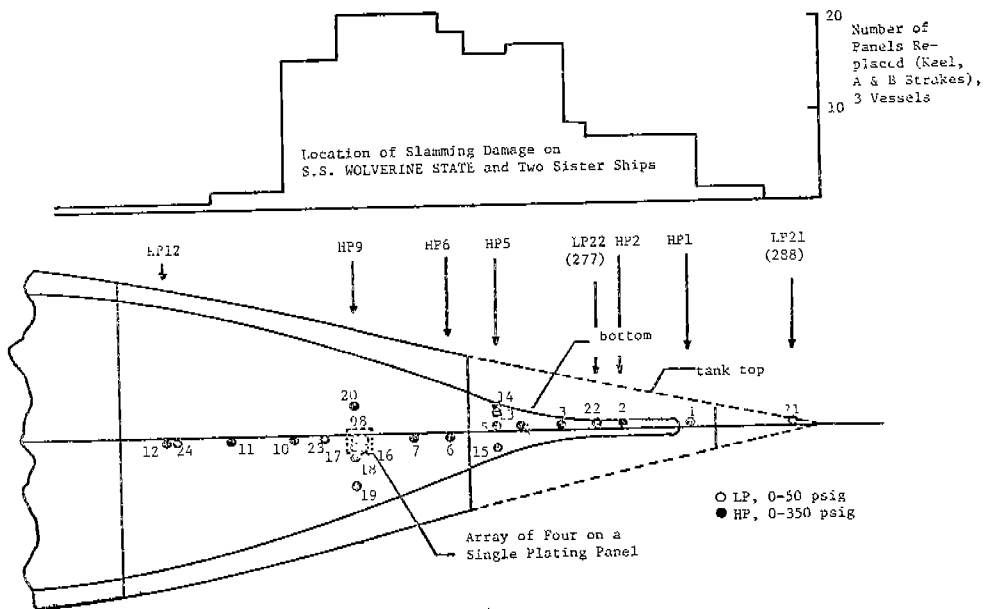 20
Number of
Panels Re-
placed (Keel,
A & B Strakes),
3 Vessels
10
Location of Slamming Damage on
S.S. WOLVERINE STATE and Two Sister Ships
HP12
HP9
HP6
HP5
LP22
(277)
HP2
HP1
LP21
(288)
bottom
tank top
20
14
13
5
3
22
2
1
21
98
12
24
11
10
23
17
16
7
6
15
18
19
LP, 0-50 psig
HP, 0-350 psig
Array of Four on a
Single Plating Panel